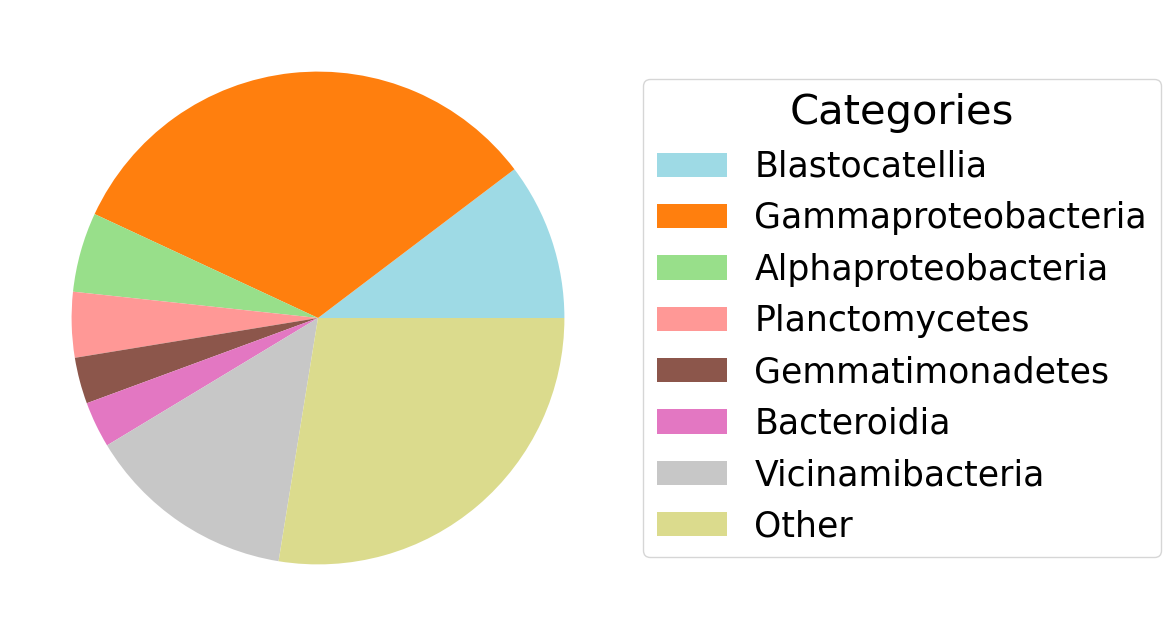 Categories
Blastocatellia
Gammaproteobacteria
Alphaproteobacteria
Planctomycetes
Gemmatimonadetes
Bacteroidia
Vicinamibacteria
Other